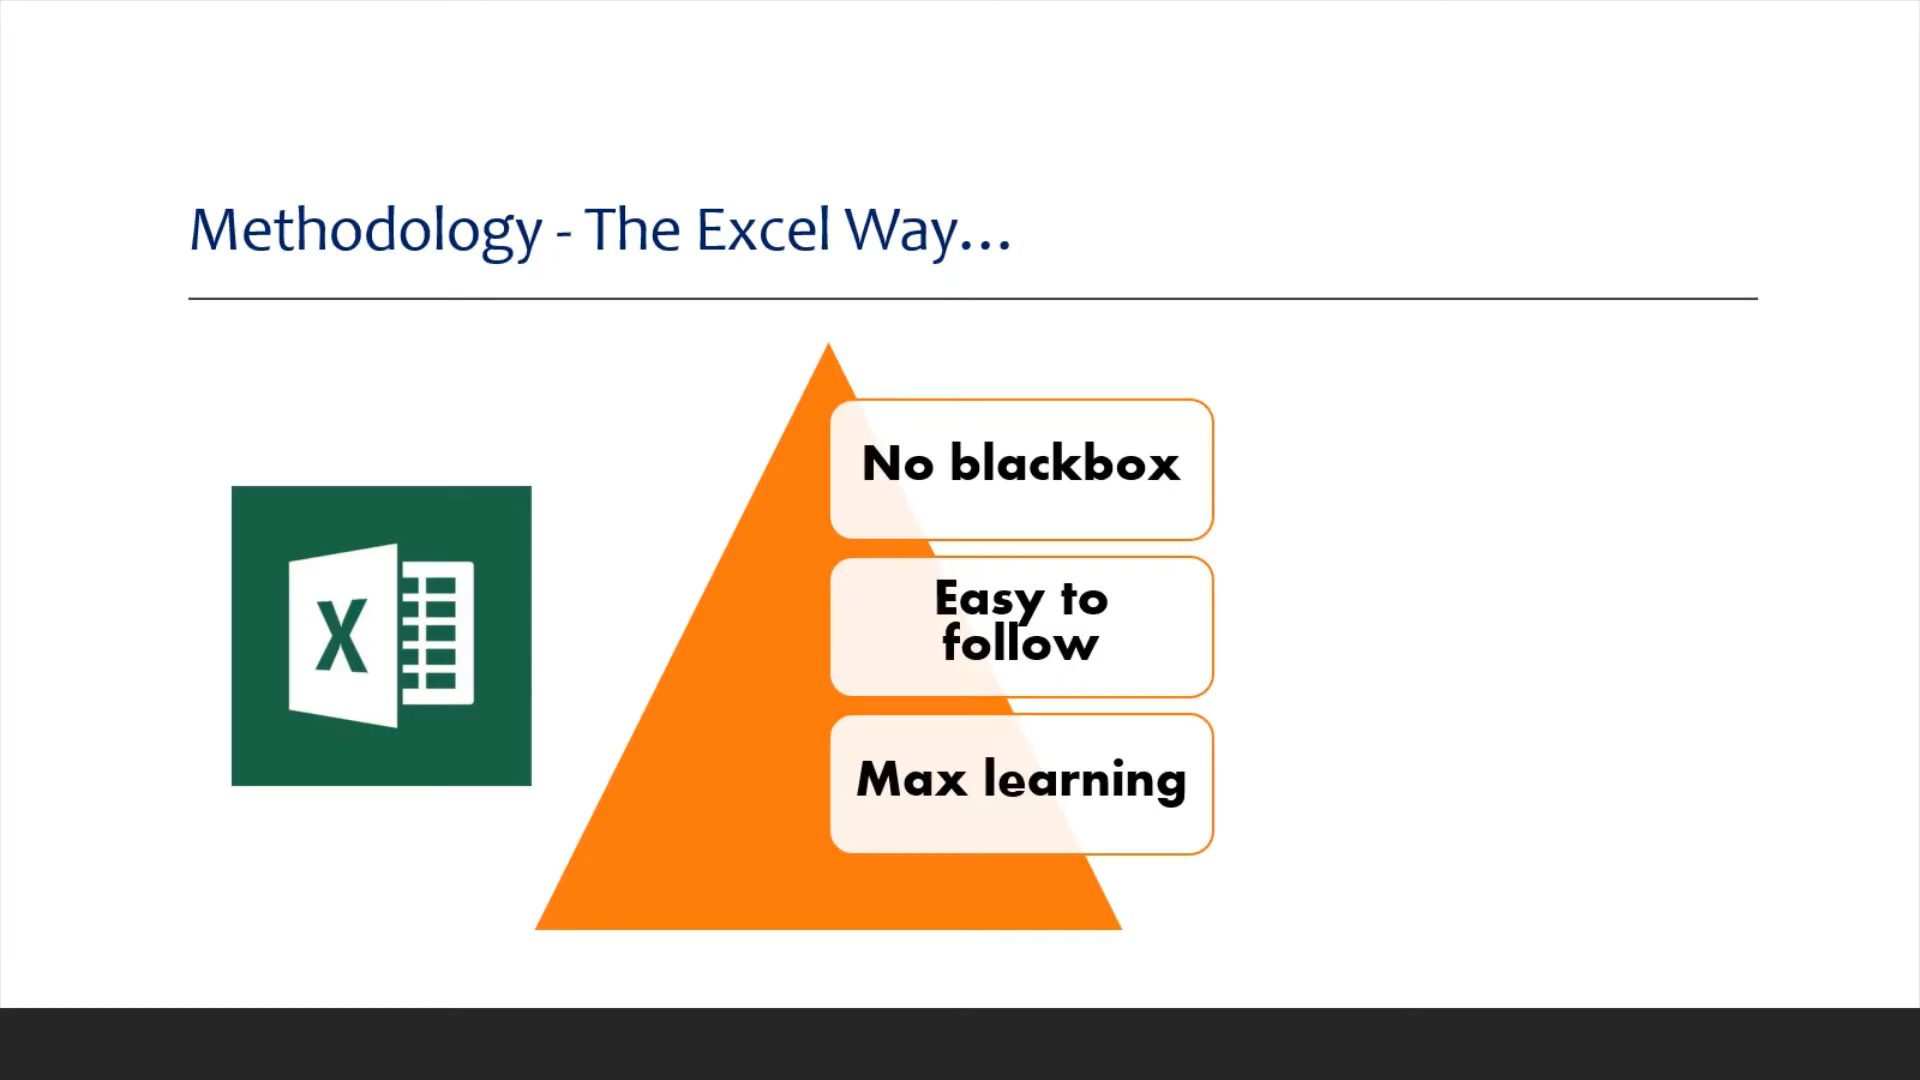 Methodology - The Excel Way...
X
No blackbox
Easy to
follow
Max learning